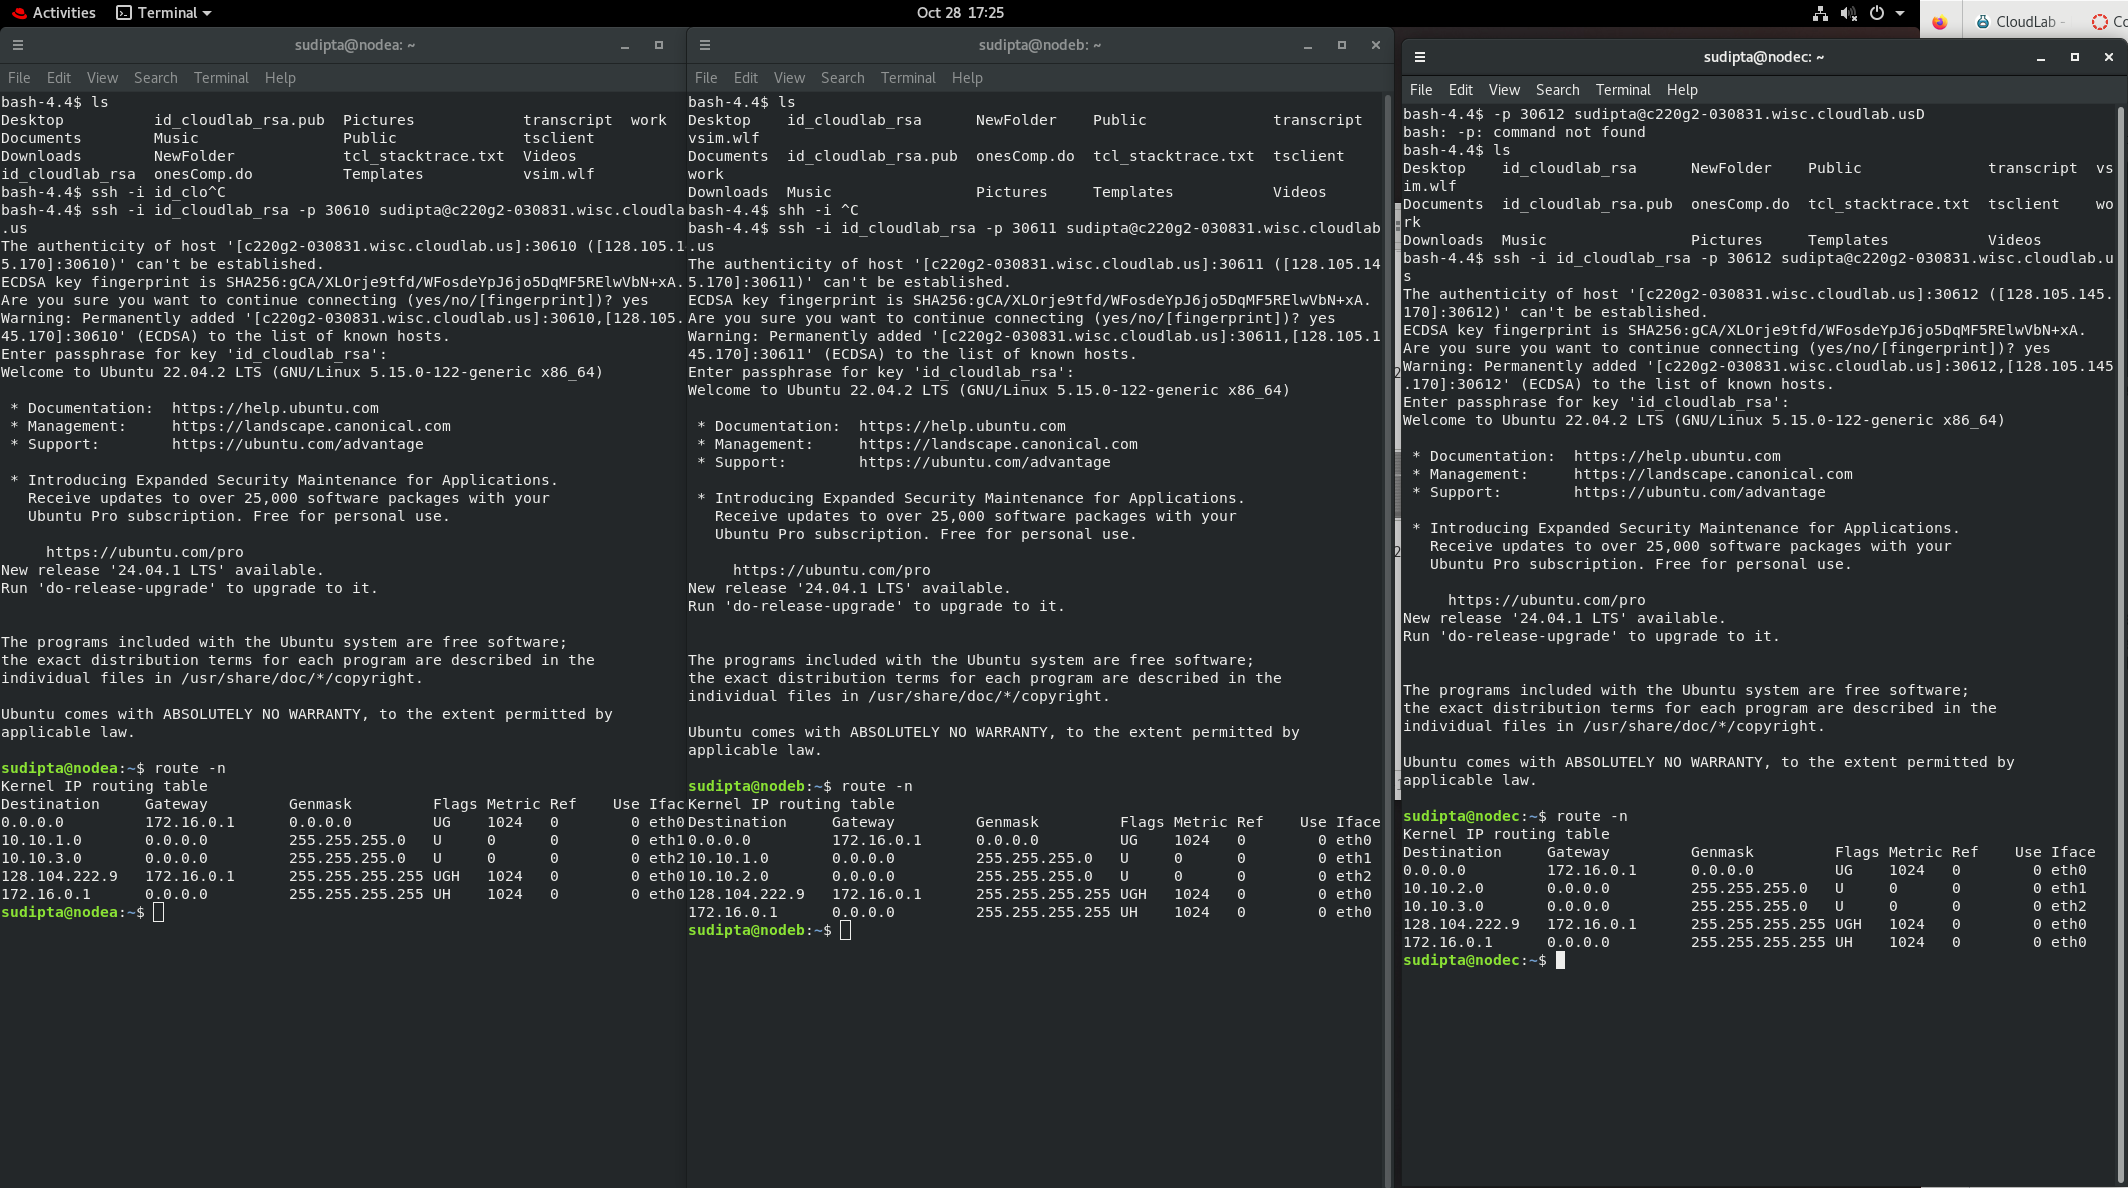 Activities Terminal Oct 28 17:25
CloudLab - Co
sudipta@nodea: ~
File Edit View Search Terminal Help
bash-4.4$ ls
Desktop          id_cloudlab_rsa.pub  Pictures            transcript  work
Documents        Music                Public              tsclient
Downloads        NewFolder            tcl_stacktrace.txt  Videos
id_cloudlab_rsa  onesComp.do          Templates           vsim.wlf
bash-4.4$ ssh -i id_clo^C
bash-4.4$ ssh -i id_cloudlab_rsa -p 30610 sudipta@c220g2-030831.wisc.cloudla
.us
The authenticity of host '[c220g2-030831.wisc.cloudlab.us]:30610 ([128.105.1
5.170]:30610)' can't be established.
ECDSA key fingerprint is SHA256:gCA/XLOrje9tfd/WFosdeYpJ6jo5DqMF5RElwVbN+xA.
Are you sure you want to continue connecting (yes/no/[fingerprint])? yes
Warning: Permanently added '[c220g2-030831.wisc.cloudlab.us]:30610,[128.105.
45.170]:30610' (ECDSA) to the list of known hosts.
Enter passphrase for key 'id_cloudlab_rsa':
Welcome to Ubuntu 22.04.2 LTS (GNU/Linux 5.15.0-122-generic x86_64)
* Documentation:  https://help.ubuntu.com
* Management:     https://landscape.canonical.com
* Support:        https://ubuntu.com/advantage
* Introducing Expanded Security Maintenance for Applications.
Receive updates to over 25,000 software packages with your
Ubuntu Pro subscription. Free for personal use.
https://ubuntu.com/pro
New release '24.04.1 LTS' available.
Run 'do-release-upgrade' to upgrade to it.
The programs included with the Ubuntu system are free software;
the exact distribution terms for each program are described in the
individual files in /usr/share/doc/*/copyright.
Ubuntu comes with ABSOLUTELY NO WARRANTY, to the extent permitted by
applicable law.
sudipta@nodea:~$ route -n
Kernel IP routing table
Destination     Gateway         Genmask         Flags Metric Ref    Use Ifac
0.0.0.0         172.16.0.1      0.0.0.0         UG    1024   0        0 eth0
10.10.1.0       0.0.0.0         255.255.255.0   U     0      0        0 eth1
10.10.3.0       0.0.0.0         255.255.255.0   U     0      0        0 eth2
128.104.222.9   172.16.0.1      255.255.255.255 UGH   1024   0        0 eth0
172.16.0.1      0.0.0.0         255.255.255.255 UH    1024   0        0 eth0
sudipta@nodea:~$
sudipta@nodeb: ~
File Edit View Search Terminal Help
bash-4.4$ ls
Desktop    id_cloudlab_rsa      NewFolder    Public              transcript
vsim.wlf
Documents  id_cloudlab_rsa.pub  onesComp.do  tcl_stacktrace.txt  tsclient
work
Downloads  Music                Pictures     Templates           Videos
bash-4.4$ shh -i ^C
bash-4.4$ ssh -i id_cloudlab_rsa -p 30611 sudipta@c220g2-030831.wisc.cloudlab
.us
The authenticity of host '[c220g2-030831.wisc.cloudlab.us]:30611 ([128.105.14
5.170]:30611)' can't be established.
ECDSA key fingerprint is SHA256:gCA/XLOrje9tfd/WFosdeYpJ6jo5DqMF5RElwVbN+xA.
Are you sure you want to continue connecting (yes/no/[fingerprint])? yes
Warning: Permanently added '[c220g2-030831.wisc.cloudlab.us]:30611,[128.105.1
45.170]:30611' (ECDSA) to the list of known hosts.
Enter passphrase for key 'id_cloudlab_rsa':
Welcome to Ubuntu 22.04.2 LTS (GNU/Linux 5.15.0-122-generic x86_64)
* Documentation:  https://help.ubuntu.com
* Management:     https://landscape.canonical.com
* Support:        https://ubuntu.com/advantage
* Introducing Expanded Security Maintenance for Applications.
Receive updates to over 25,000 software packages with your
Ubuntu Pro subscription. Free for personal use.
https://ubuntu.com/pro
New release '24.04.1 LTS' available.
Run 'do-release-upgrade' to upgrade to it.
The programs included with the Ubuntu system are free software;
the exact distribution terms for each program are described in the
individual files in /usr/share/doc/*/copyright.
Ubuntu comes with ABSOLUTELY NO WARRANTY, to the extent permitted by
applicable law.
sudipta@nodeb:~$ route -n
Kernel IP routing table
Destination     Gateway         Genmask         Flags Metric Ref    Use Iface
0.0.0.0         172.16.0.1      0.0.0.0         UG    1024   0        0 eth0
10.10.1.0       0.0.0.0         255.255.255.0   U     0      0        0 eth1
10.10.2.0       0.0.0.0         255.255.255.0   U     0      0        0 eth2
128.104.222.9   172.16.0.1      255.255.255.255 UGH   1024   0        0 eth0
172.16.0.1      0.0.0.0         255.255.255.255 UH    1024   0        0 eth0
sudipta@nodeb:~$
2
2
sudipta@nodec: ~
File Edit View Search Terminal Help
bash-4.4$ -p 30612 sudipta@c220g2-030831.wisc.cloudlab.usD
bash: -p: command not found
bash-4.4$ ls
Desktop    id_cloudlab_rsa      NewFolder    Public              transcript  vs
im.wlf
Documents  id_cloudlab_rsa.pub  onesComp.do  tcl_stacktrace.txt  tsclient    wo
rk
Downloads  Music                Pictures     Templates           Videos
bash-4.4$ ssh -i id_cloudlab_rsa -p 30612 sudipta@c220g2-030831.wisc.cloudlab.u
s
The authenticity of host '[c220g2-030831.wisc.cloudlab.us]:30612 ([128.105.145.
170]:30612)' can't be established.
ECDSA key fingerprint is SHA256:gCA/XLOrje9tfd/WFosdeYpJ6jo5DqMF5RElwVbN+xA.
Are you sure you want to continue connecting (yes/no/[fingerprint])? yes
Warning: Permanently added '[c220g2-030831.wisc.cloudlab.us]:30612,[128.105.145
.170]:30612' (ECDSA) to the list of known hosts.
Enter passphrase for key 'id_cloudlab_rsa':
Welcome to Ubuntu 22.04.2 LTS (GNU/Linux 5.15.0-122-generic x86_64)
* Documentation:  https://help.ubuntu.com
* Management:     https://landscape.canonical.com
* Support:        https://ubuntu.com/advantage
* Introducing Expanded Security Maintenance for Applications.
Receive updates to over 25,000 software packages with your
Ubuntu Pro subscription. Free for personal use.
https://ubuntu.com/pro
New release '24.04.1 LTS' available.
Run 'do-release-upgrade' to upgrade to it.
The programs included with the Ubuntu system are free software;
the exact distribution terms for each program are described in the
individual files in /usr/share/doc/*/copyright.
Ubuntu comes with ABSOLUTELY NO WARRANTY, to the extent permitted by
applicable law.
sudipta@nodec:~$ route -n
Kernel IP routing table
Destination     Gateway         Genmask         Flags Metric Ref    Use Iface
0.0.0.0         172.16.0.1      0.0.0.0         UG    1024   0        0 eth0
10.10.2.0       0.0.0.0         255.255.255.0   U     0      0        0 eth1
10.10.3.0       0.0.0.0         255.255.255.0   U     0      0        0 eth2
128.104.222.9   172.16.0.1      255.255.255.255 UGH   1024   0        0 eth0
172.16.0.1      0.0.0.0         255.255.255.255 UH    1024   0        0 eth0
sudipta@nodec:~$